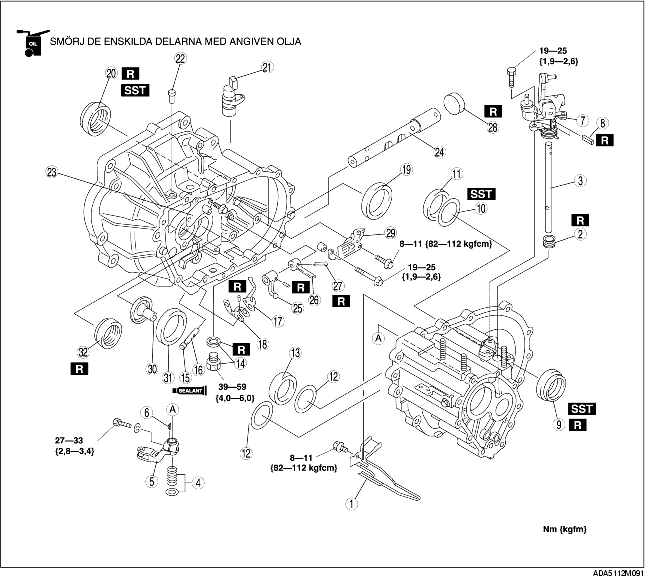 OIL
SMÖRJ DE ENSKILDA DELARNA MED ANGIVEN OLJA
19—25
{1,9—2,6}
20 R
SST
22
21
7
8
R
28
R
24
23
19
11
SST
10
3
R
2
29
8—11 {82—112 kgfcm}
19—25
{1,9—2,6}
27
R
26
R
25
R
17
18
32
R
30
31
15
16
R
14
SEALANT
39—59
{4,0—6,0}
13
12
12
A
SST
9
R
6
A
27—33
{2,8—3,4}
5
4
8—11
{82—112 kgfcm}
1
Nm {kgfm}
ADA5112M091